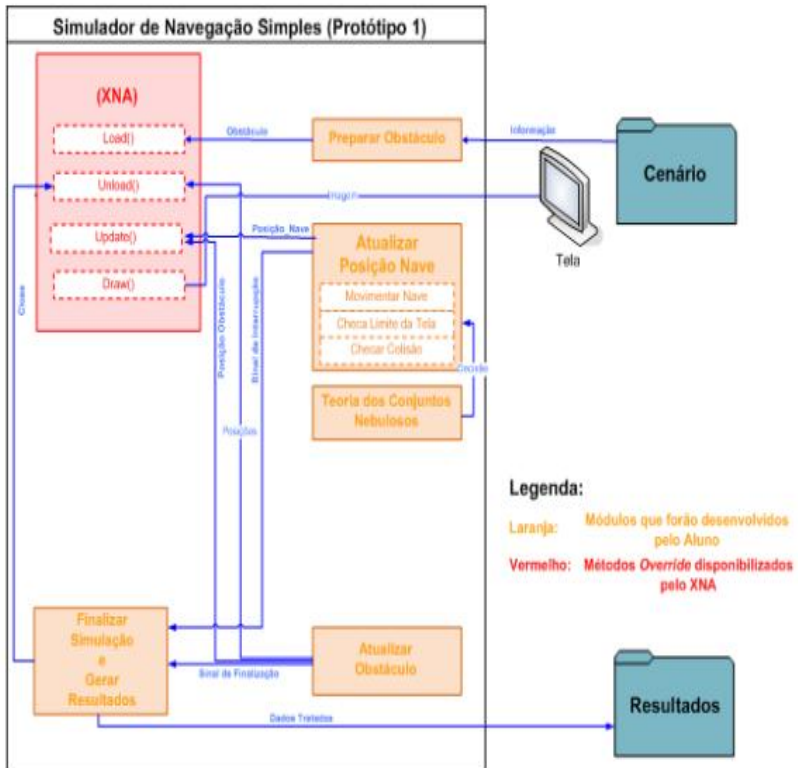 Simulador de Navegação Simples (Protótipo 1)
(XNA)
Load()
Unload()
Update()
Draw()
Obstáculo
Preparar Obstáculo
Informação
Cenário
Imagem
Tela
Posição_Nave
Atualizar
Posição Nave
Movimentar Nave
Checa Limite da Tela
Checar Colisão
Decisão
Teoria dos Conjuntos
Nebulosos
Close
Posição Obstáculo
Sinal de Interrupção
Posições
Legenda:
Laranja: Módulos que forão desenvolvidos
pelo Aluno
Vermelho: Métodos Override disponibilizados
pelo XNA
Finalizar
Simulação
e
Gerar
Resultados
Sinal de Finalização
Atualizar
Obstáculo
Dados Tratados
Resultados